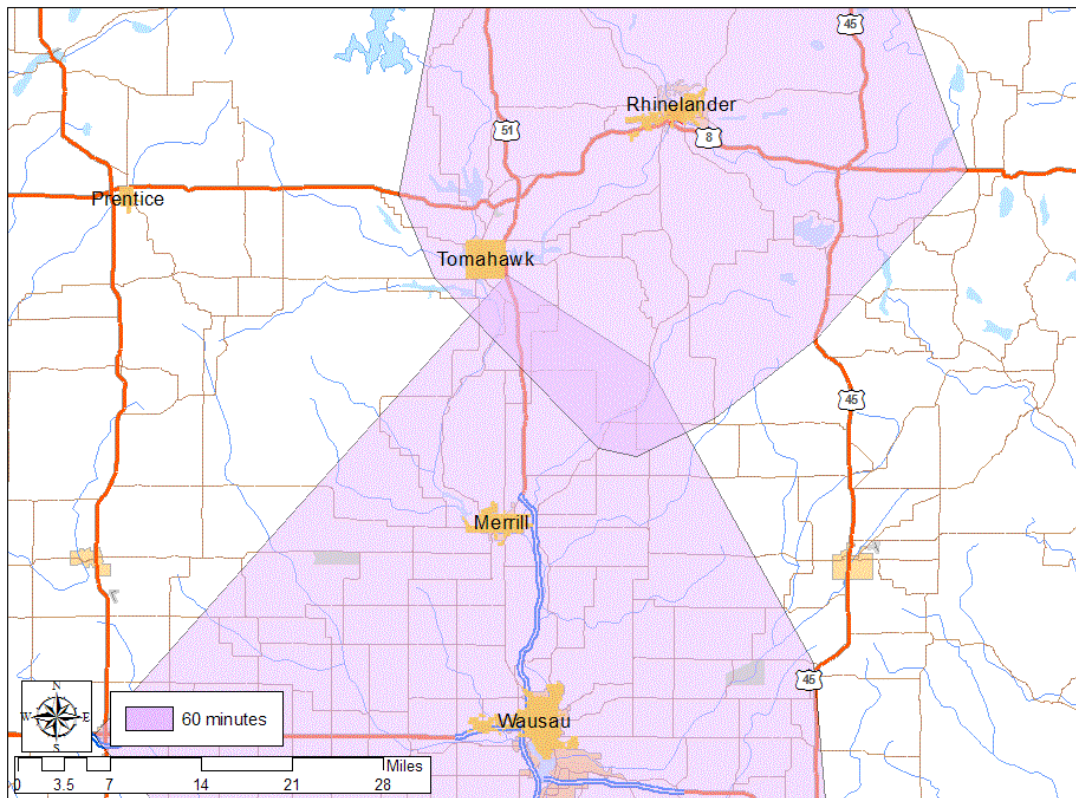 45
Rhinelander
51
8
Prentice
Tomahawk
45
Merrill
45
N
W
E
S
60 minutes
Wausau
Miles
0
3.5
7
14
21
28